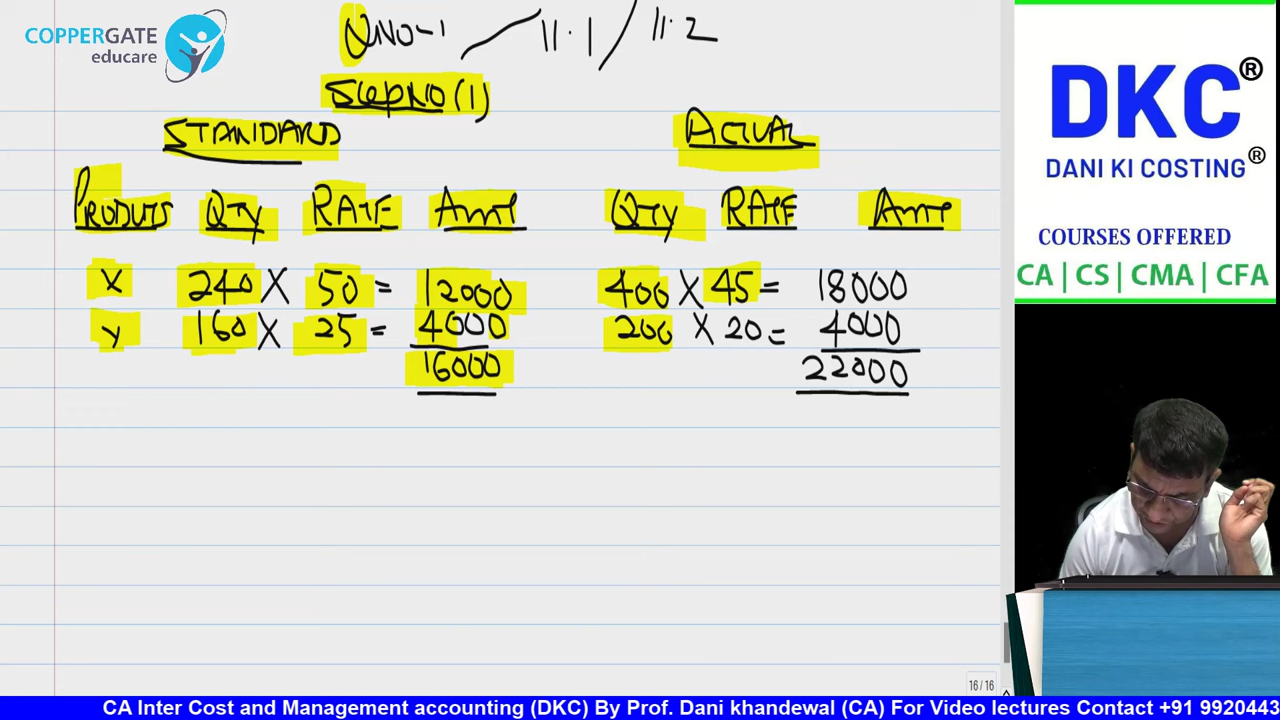 COPPERGATE
educare
QNO-1 / 11.1 / 11.2
StepNO (1)
STANDARD ACTUAL
PRODUTS QTY RATE Amt QTY RATE Amt
X 240 X 50 = 12000 400 X 45 = 18000
Y 160 X 25 = 4000 200 X 20 = 4000
16000 22000
DKC®
DANI KI COSTING®
COURSES OFFERED
CA | CS | CMA | CFA
16/16
CA Inter Cost and Management accounting (DKC) By Prof. Dani khandewal (CA) For Video lectures Contact +91 9920443